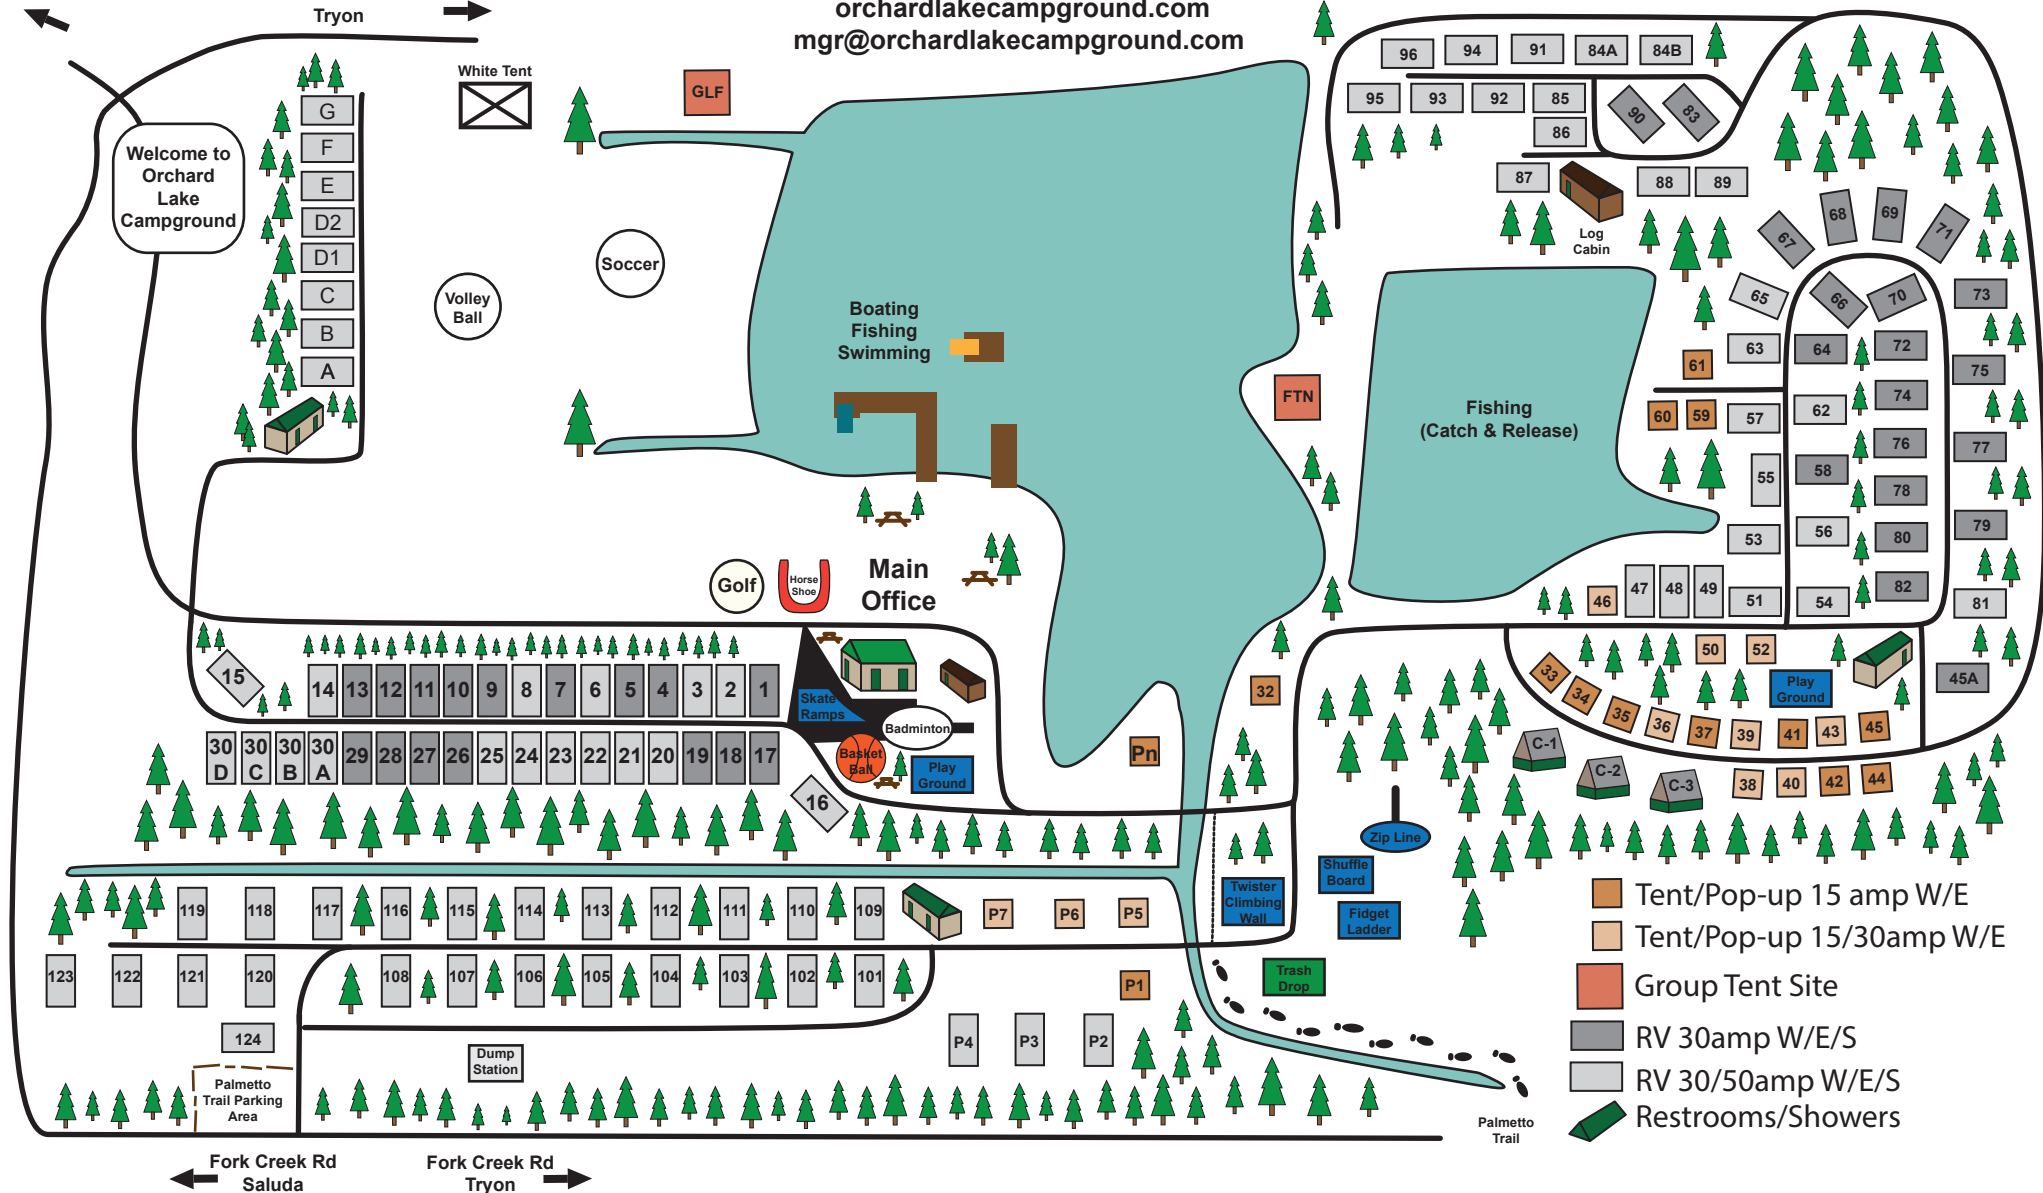 orchardlakecampground.com
mgr@orchardlakecampground.com
Tryon
White Tent
GLF
G
F
E
D2
D1
C
B
A
Welcome to
Orchard
Lake
Campground
Volley
Ball
Soccer
Boating
Fishing
Swimming
FTN
Fishing
(Catch & Release)
96
94
91
84A
84B
95
93
92
85
90
83
86
87
88
89
Log
Cabin
67
68
69
71
65
66
70
73
63
64
72
61
75
60
59
57
62
74
76
77
55
58
78
53
56
79
80
46
47
48
49
51
54
82
81
Golf
Horse
Shoe
Main
Office
15
14
13
12
11
10
9
8
7
6
5
4
3
2
1
Skate
Ramps
Badminton
Basket
Ball
Play
Ground
30
D
30
C
30
B
30
A
29
28
27
26
25
24
23
22
21
20
19
18
17
16
Pn
32
50
52
Play
Ground
45A
33
34
35
36
37
39
41
43
45
C-1
C-2
C-3
38
40
42
44
Zip Line
Shuffle
Board
Twister
Climbing
Wall
Fidget
Ladder
119
118
117
116
115
114
113
112
111
110
109
P7
P6
P5
123
122
121
120
108
107
106
105
104
103
102
101
P1
Trash
Drop
124
Dump
Station
P4
P3
P2
Palmetto
Trail Parking
Area
Palmetto
Trail
Tent/Pop-up 15 amp W/E
Tent/Pop-up 15/30amp W/E
Group Tent Site
RV 30amp W/E/S
RV 30/50amp W/E/S
Restrooms/Showers
Fork Creek Rd
Saluda
Fork Creek Rd
Tryon